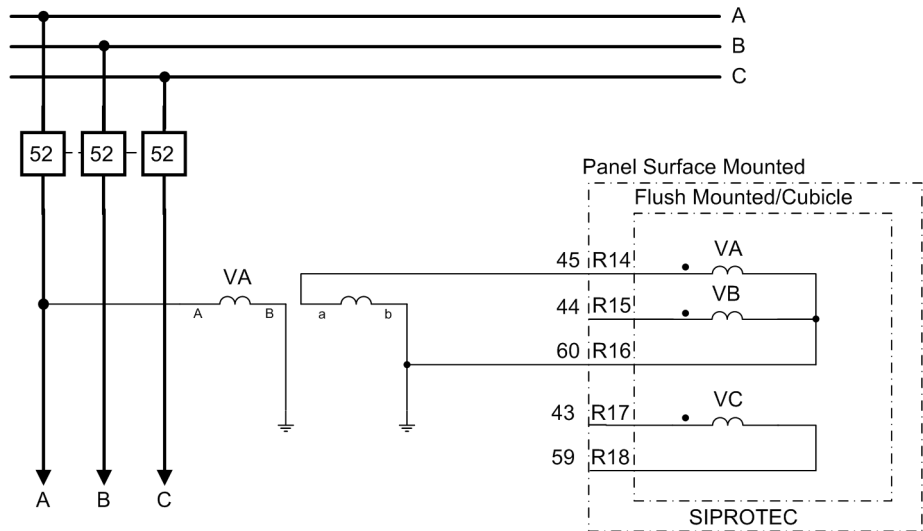 A
B
C
52 52 52
Panel Surface Mounted
Flush Mounted/Cubicle
VA
45 R14
VA
VB
A B a b
44 R15
60 R16
VC
43 R17
59 R18
A B C
SIPROTEC